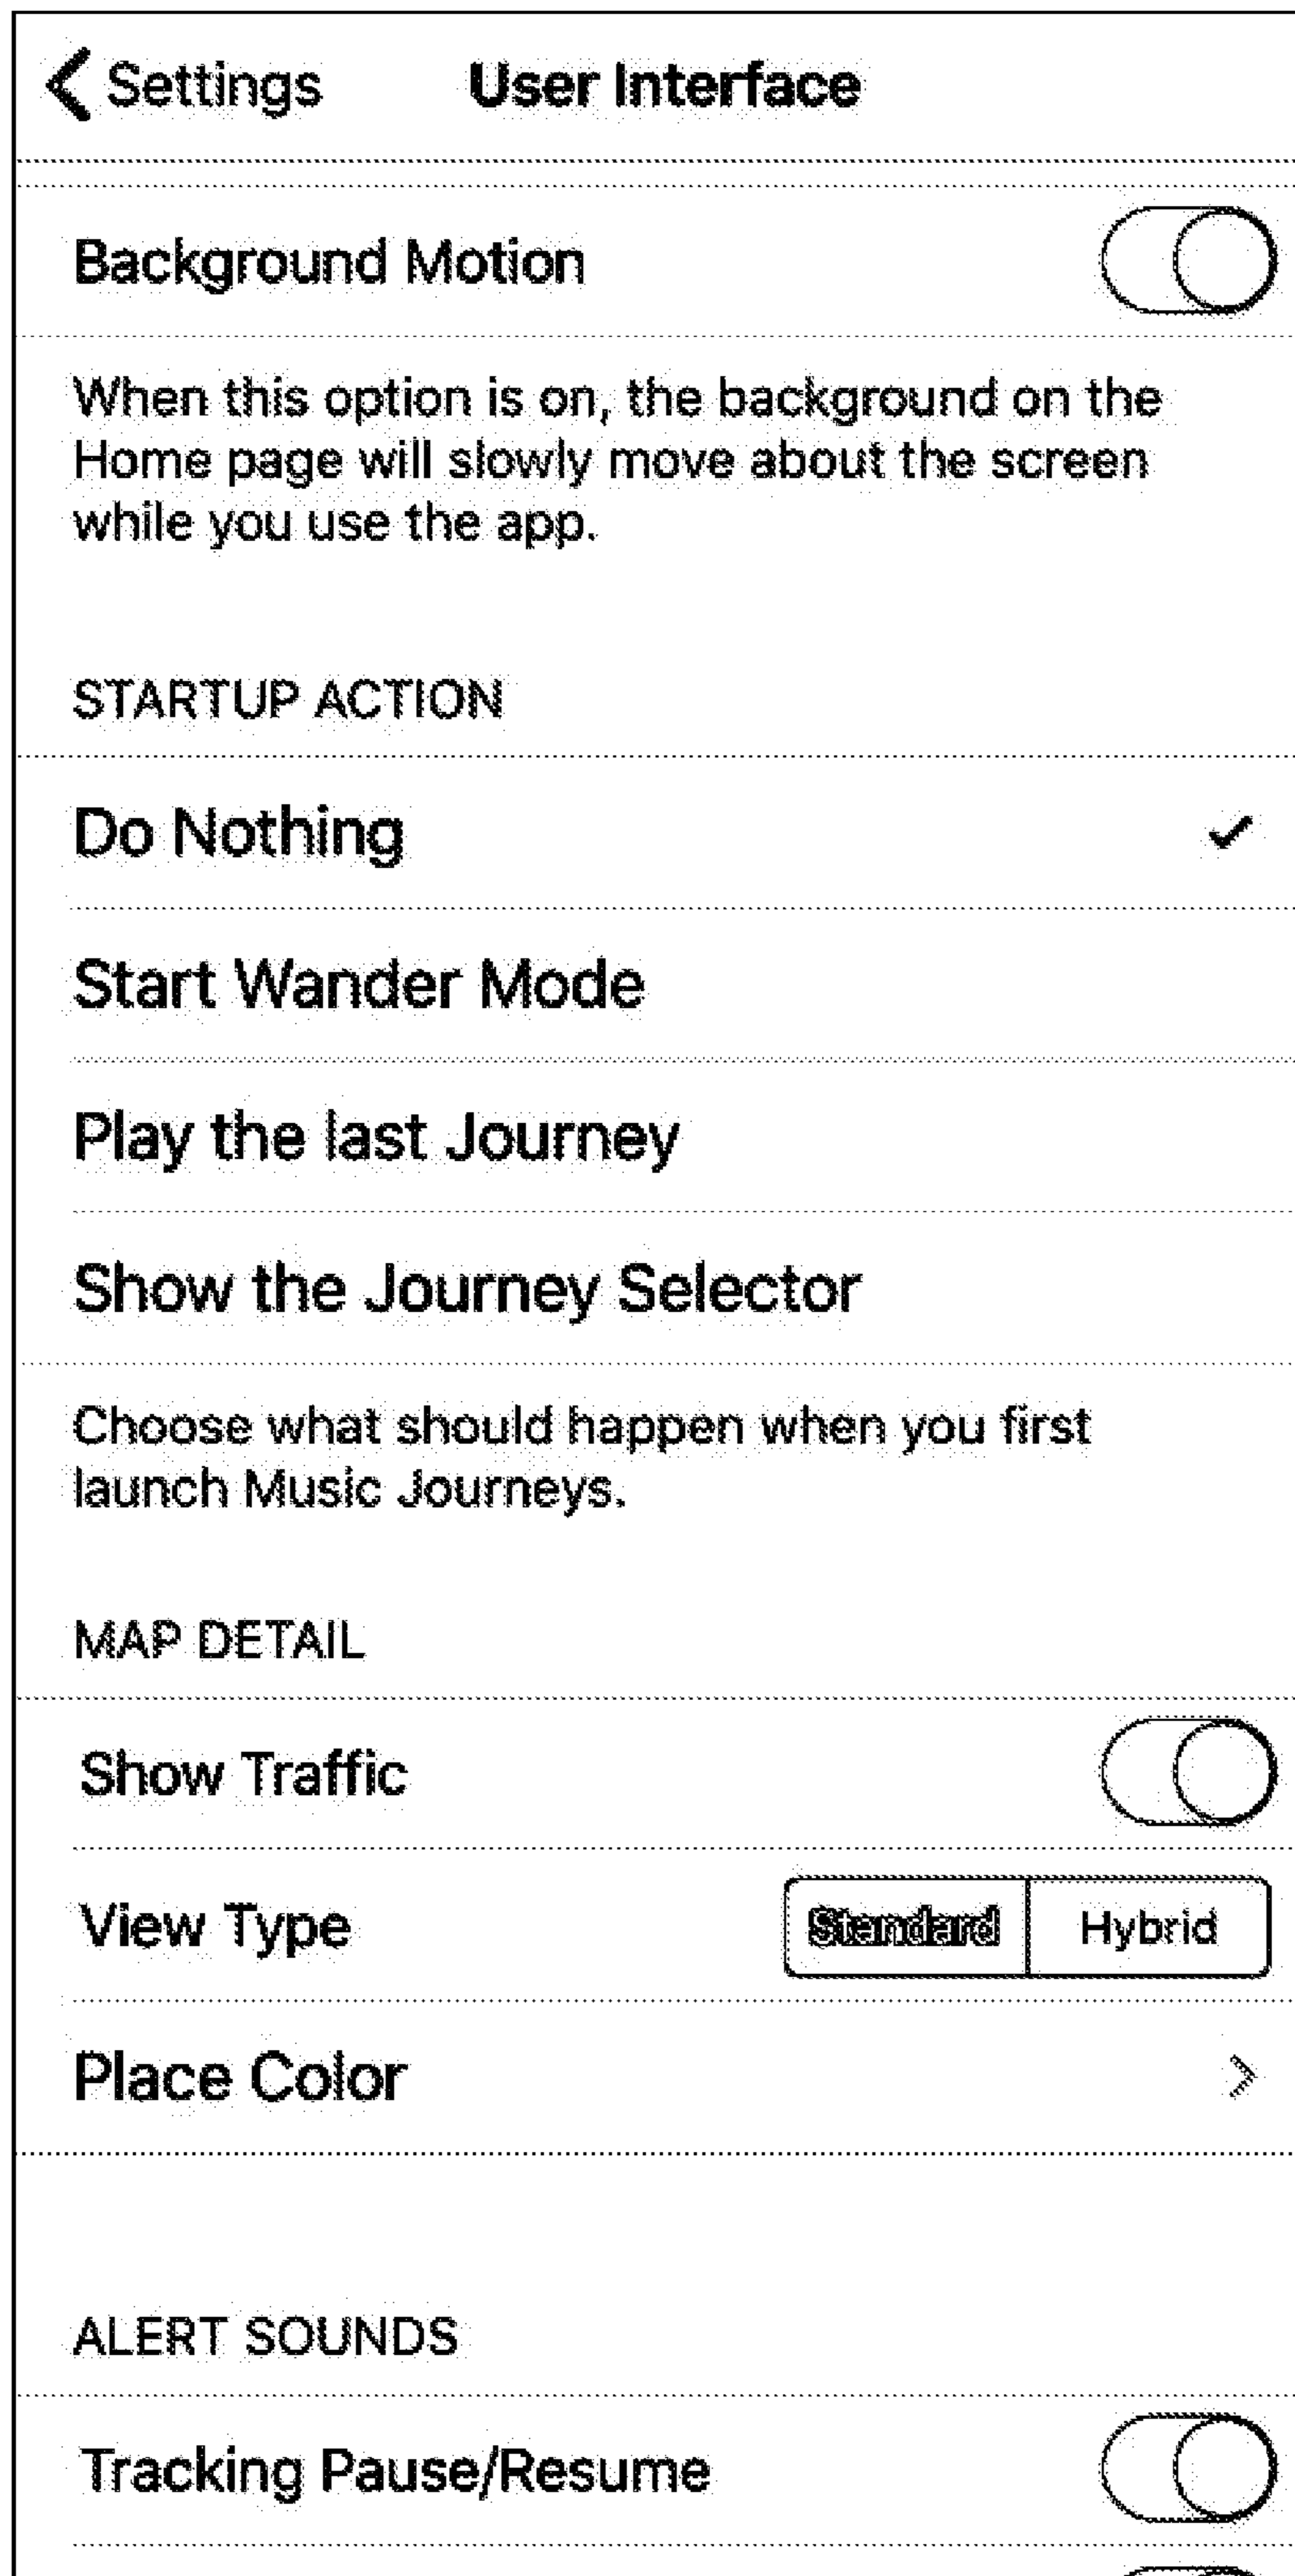 Settings User Interface
Background Motion
When this option is on, the background on the
Home page will slowly move about the screen
while you use the app.
STARTUP ACTION
Do Nothing
Start Wander Mode
Play the last Journey
Show the Journey Selector
Choose what should happen when you first
launch Music Journeys.
MAP DETAIL
Show Traffic
View Type Standard Hybrid
Place Color
ALERT SOUNDS
Tracking Pause/Resume